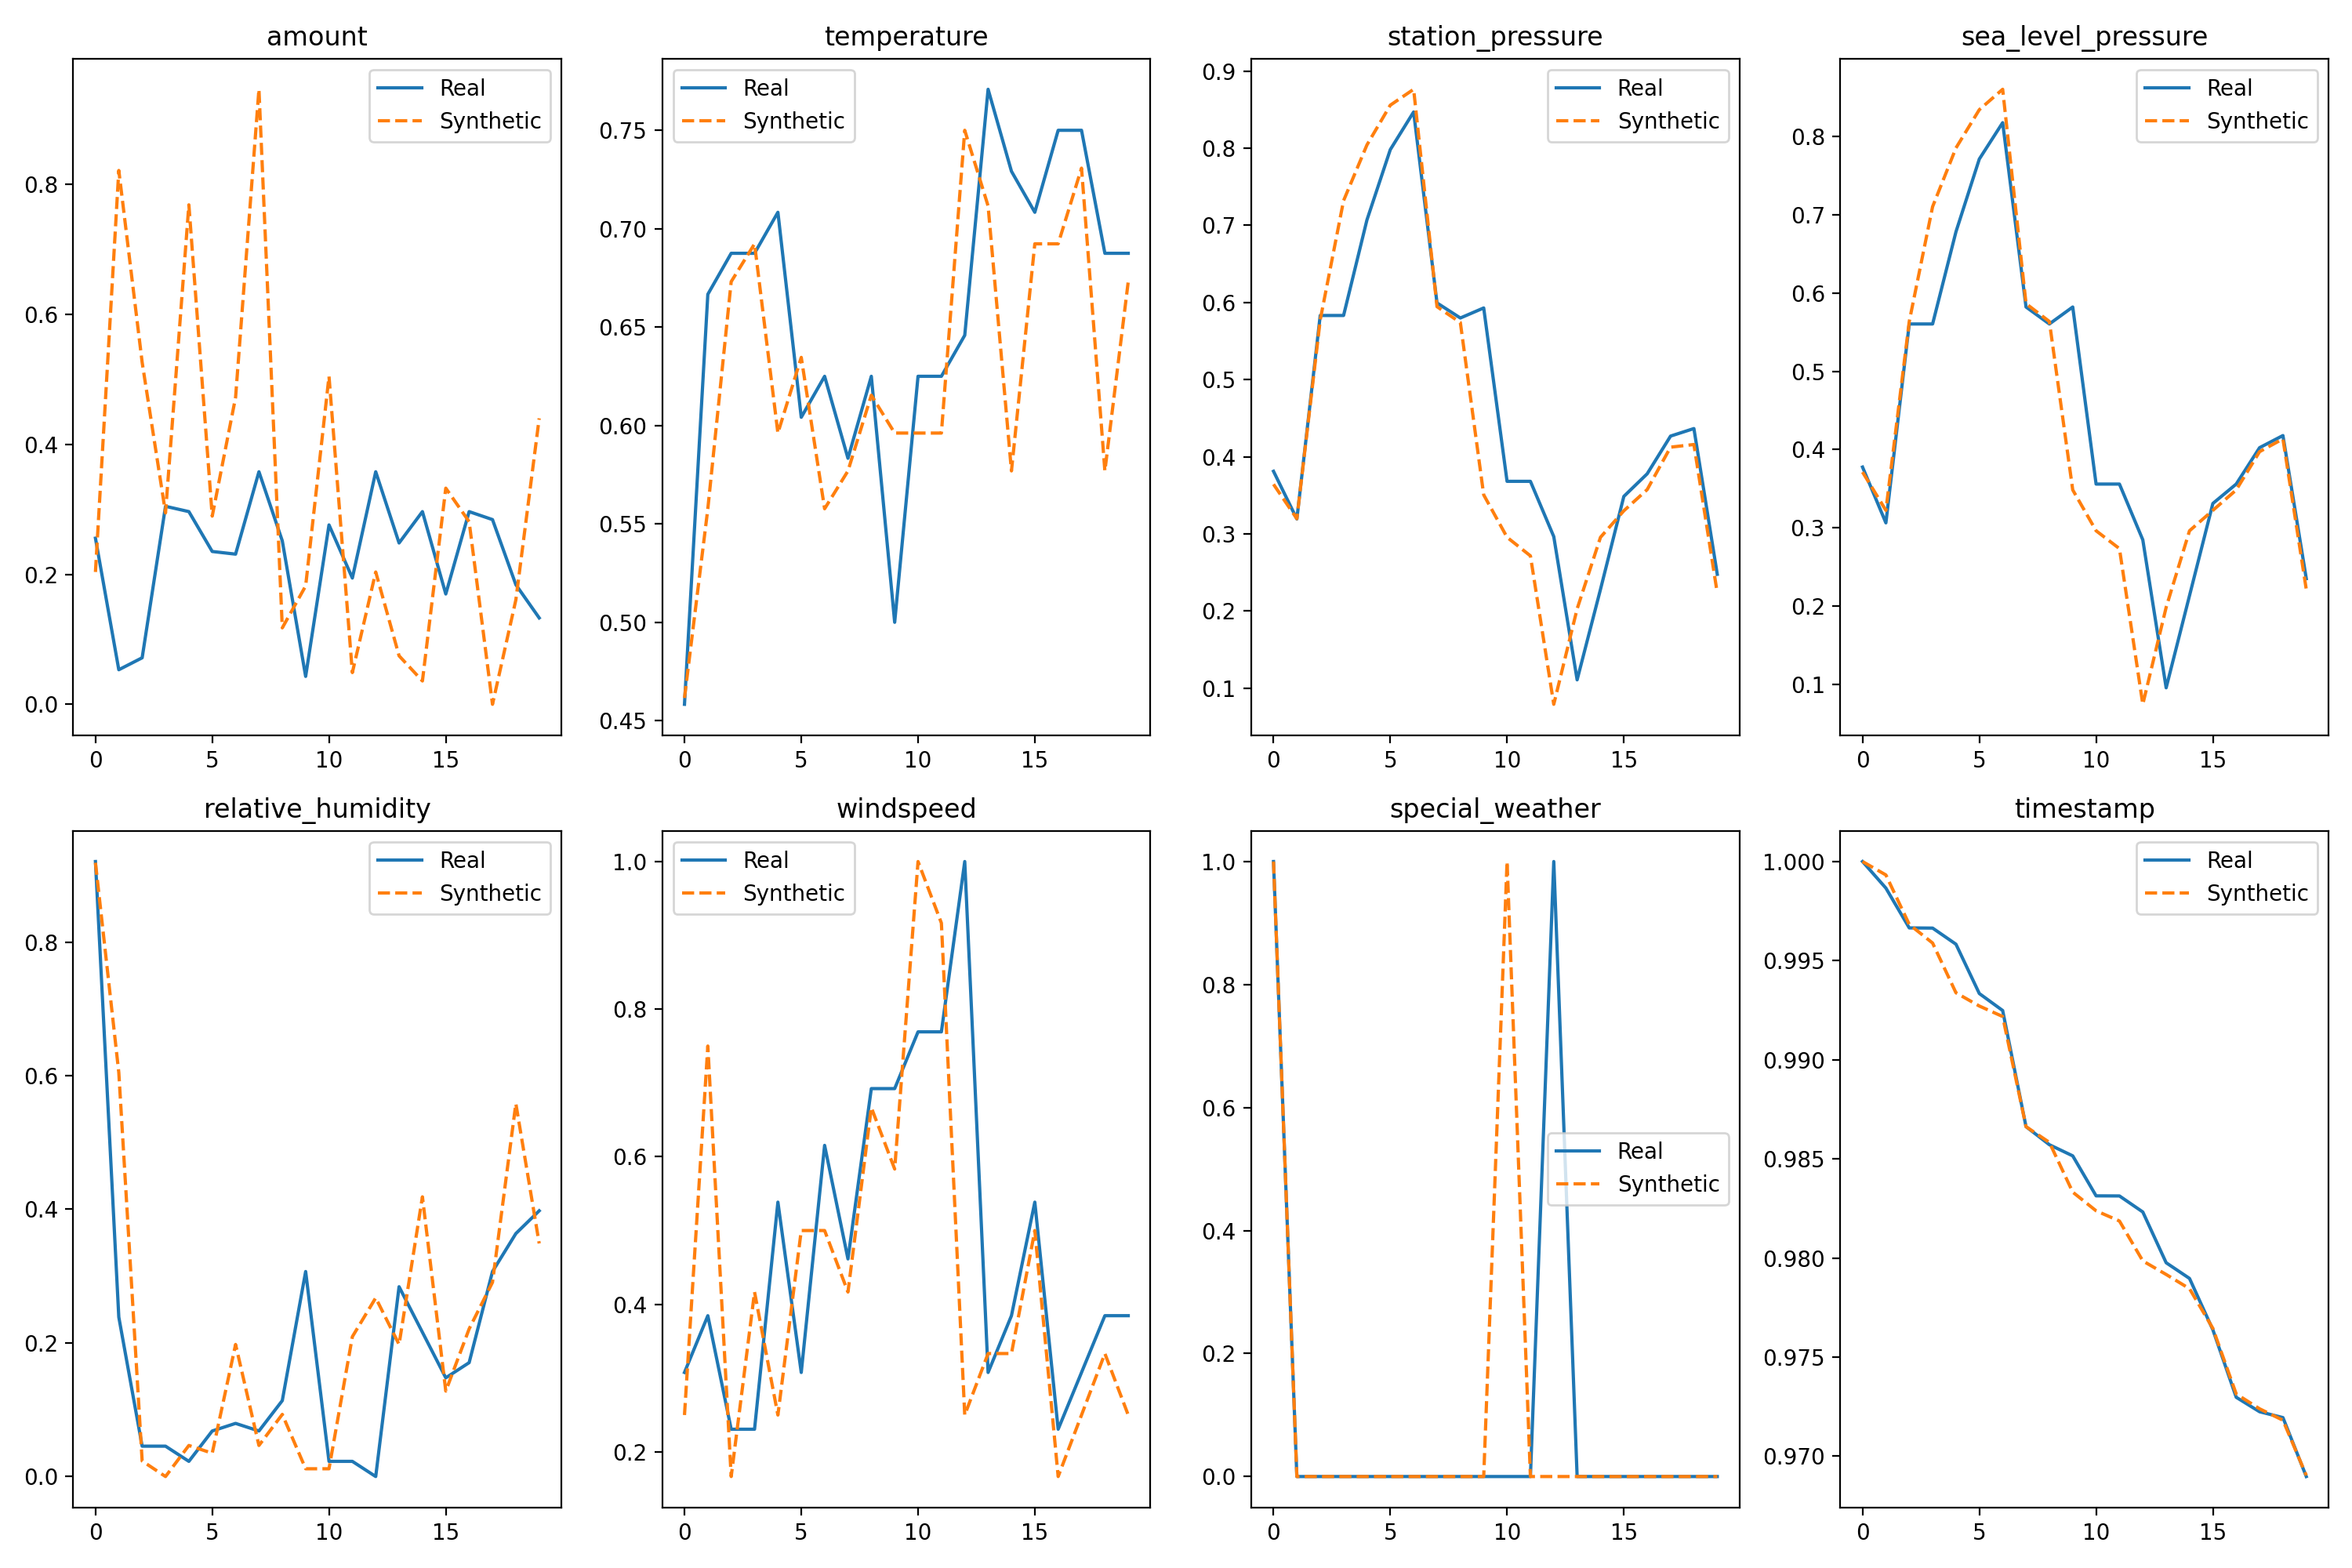 amount
Real
Synthetic
0.8
0.6
0.4
0.2
0.0
0 5 10 15
temperature
Real
Synthetic
0.75
0.70
0.65
0.60
0.55
0.50
0.45
0 5 10 15
station_pressure
Real
Synthetic
0.9
0.8
0.7
0.6
0.5
0.4
0.3
0.2
0.1
0 5 10 15
sea_level_pressure
Real
Synthetic
0.8
0.7
0.6
0.5
0.4
0.3
0.2
0.1
0 5 10 15
relative_humidity
Real
Synthetic
0.8
0.6
0.4
0.2
0.0
0 5 10 15
windspeed
Real
Synthetic
1.0
0.8
0.6
0.4
0.2
0 5 10 15
special_weather
1.0
0.8
0.6
Real
Synthetic
0.4
0.2
0.0
0 5 10 15
timestamp
Real
Synthetic
1.000
0.995
0.990
0.985
0.980
0.975
0.970
0 5 10 15